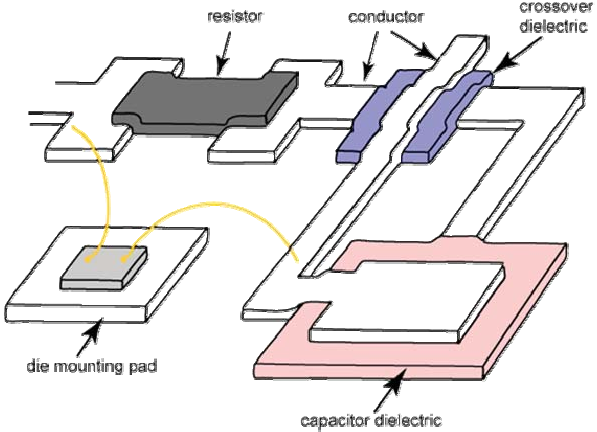 crossover
dielectric
resistor
conductor
die mounting pad
capacitor dielectric